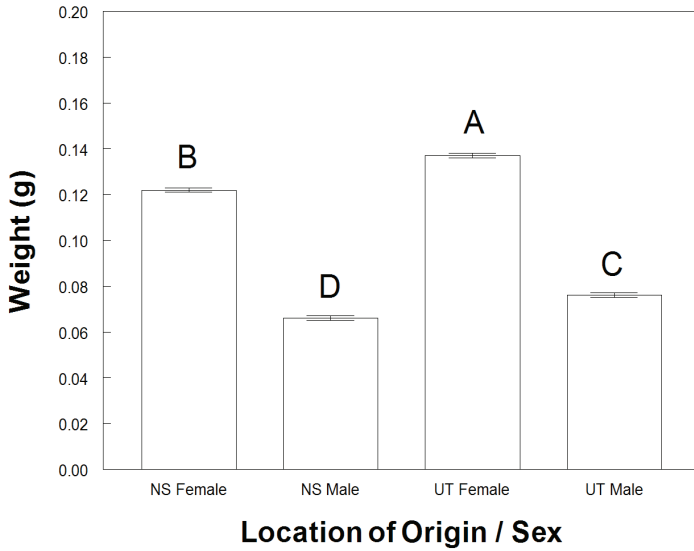 0.20
0.18
0.16
0.14
0.12
0.10
0.08
0.06
0.04
0.02
0.00
Weight (g)
B
D
A
C
NS Female
NS Male
UT Female
UT Male
Location of Origin / Sex